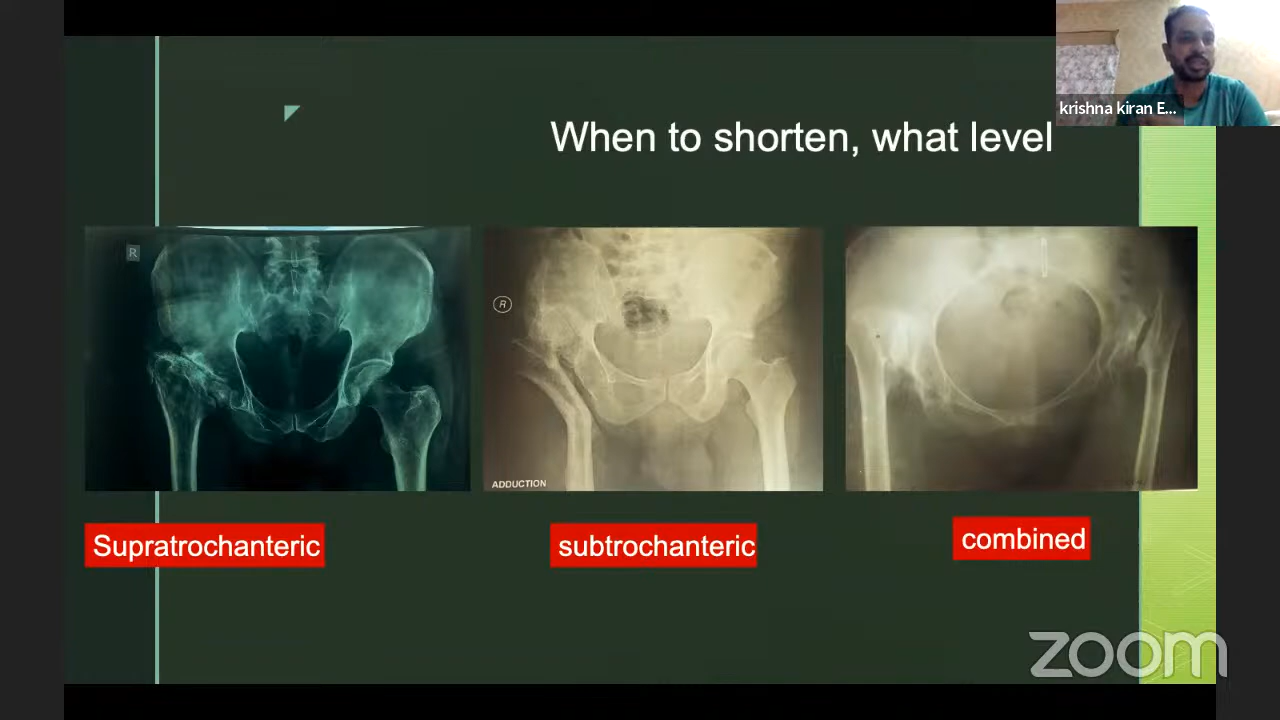 krishna kiran E...
When to shorten, what level
R
R
ADDUCTION
Supratrochanteric
subtrochanteric
combined
zoom